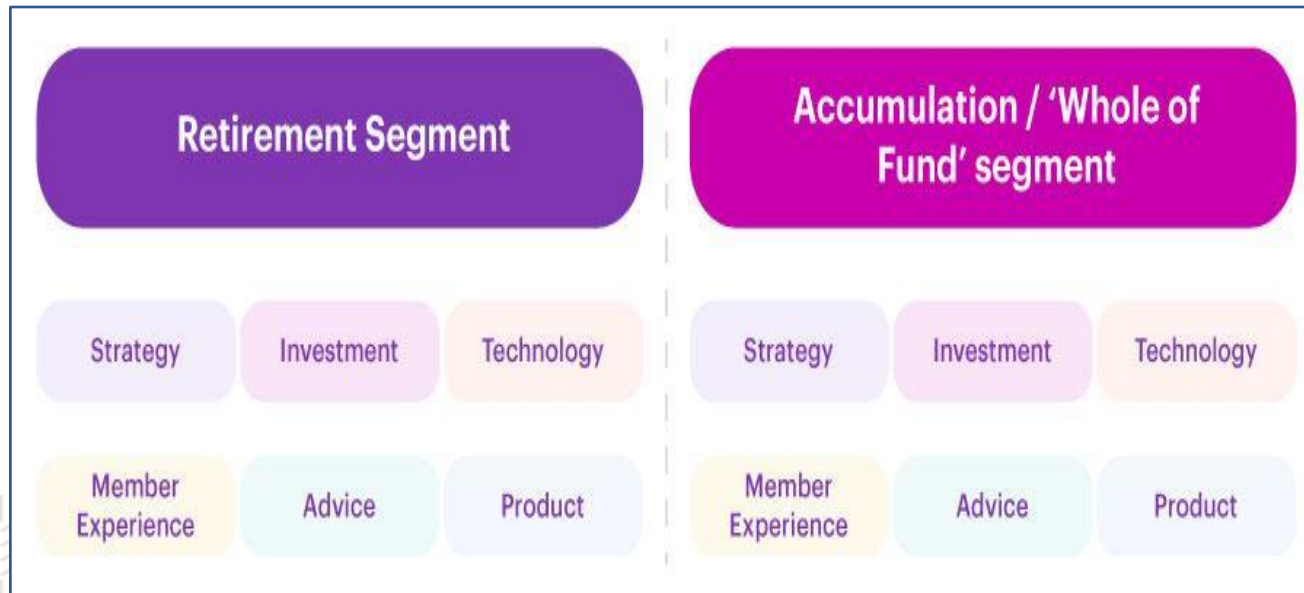 Retirement Segment
Accumulation / ‘Whole of
Fund’ segment
Strategy
Investment
Technology
Member
Experience
Advice
Product
Strategy
Investment
Technology
Member
Experience
Advice
Product